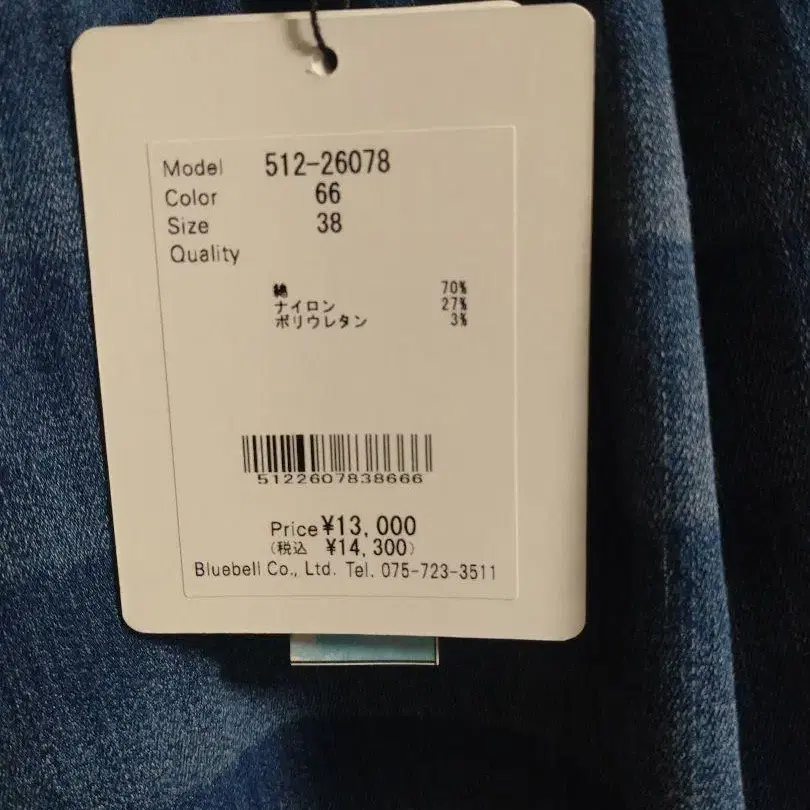 Model 512-26078
Color 66
Size 38
Quality
綿 70%
ナイロン 27%
ポリウレタン 3%
5122607838666
Price ¥13,000
(税込 ¥14,300)
Bluebell Co., Ltd. Tel. 075-723-3511